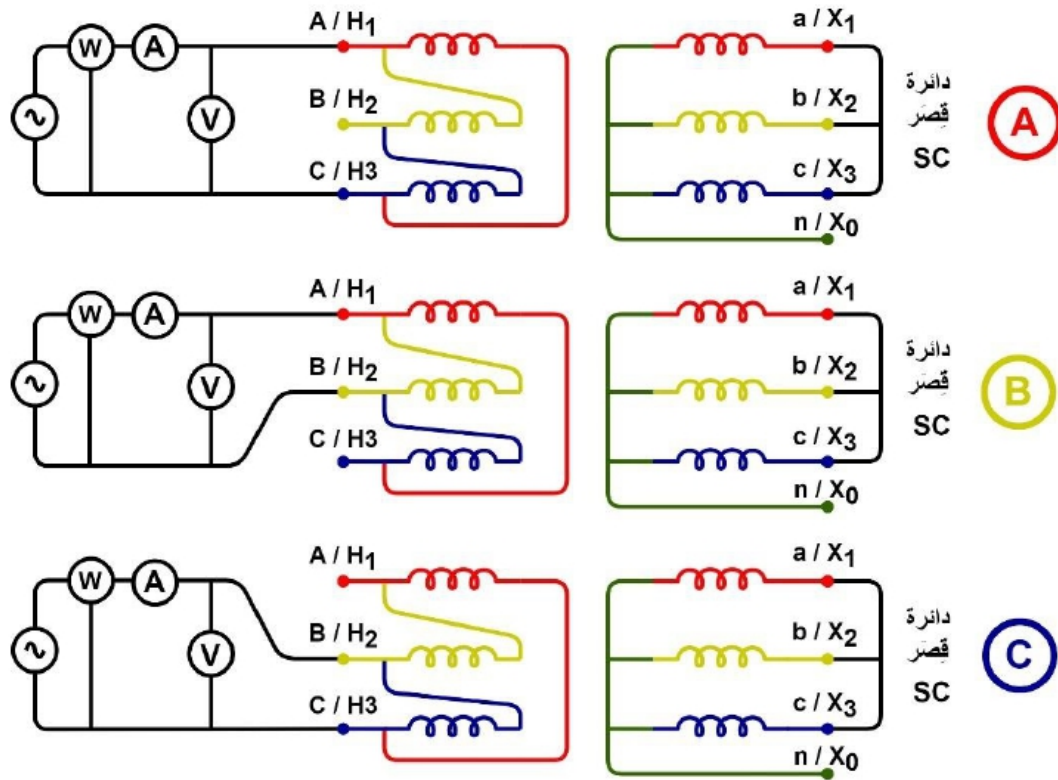 W A V ~
A / H1
B / H2
C / H3
a / X1
b / X2
c / X3
n / X0
دائرة
قِصَر
SC
A
W A V ~
A / H1
B / H2
C / H3
a / X1
b / X2
c / X3
n / X0
دائرة
قِصَر
SC
B
W A V ~
A / H1
B / H2
C / H3
a / X1
b / X2
c / X3
n / X0
دائرة
قِصَر
SC
C